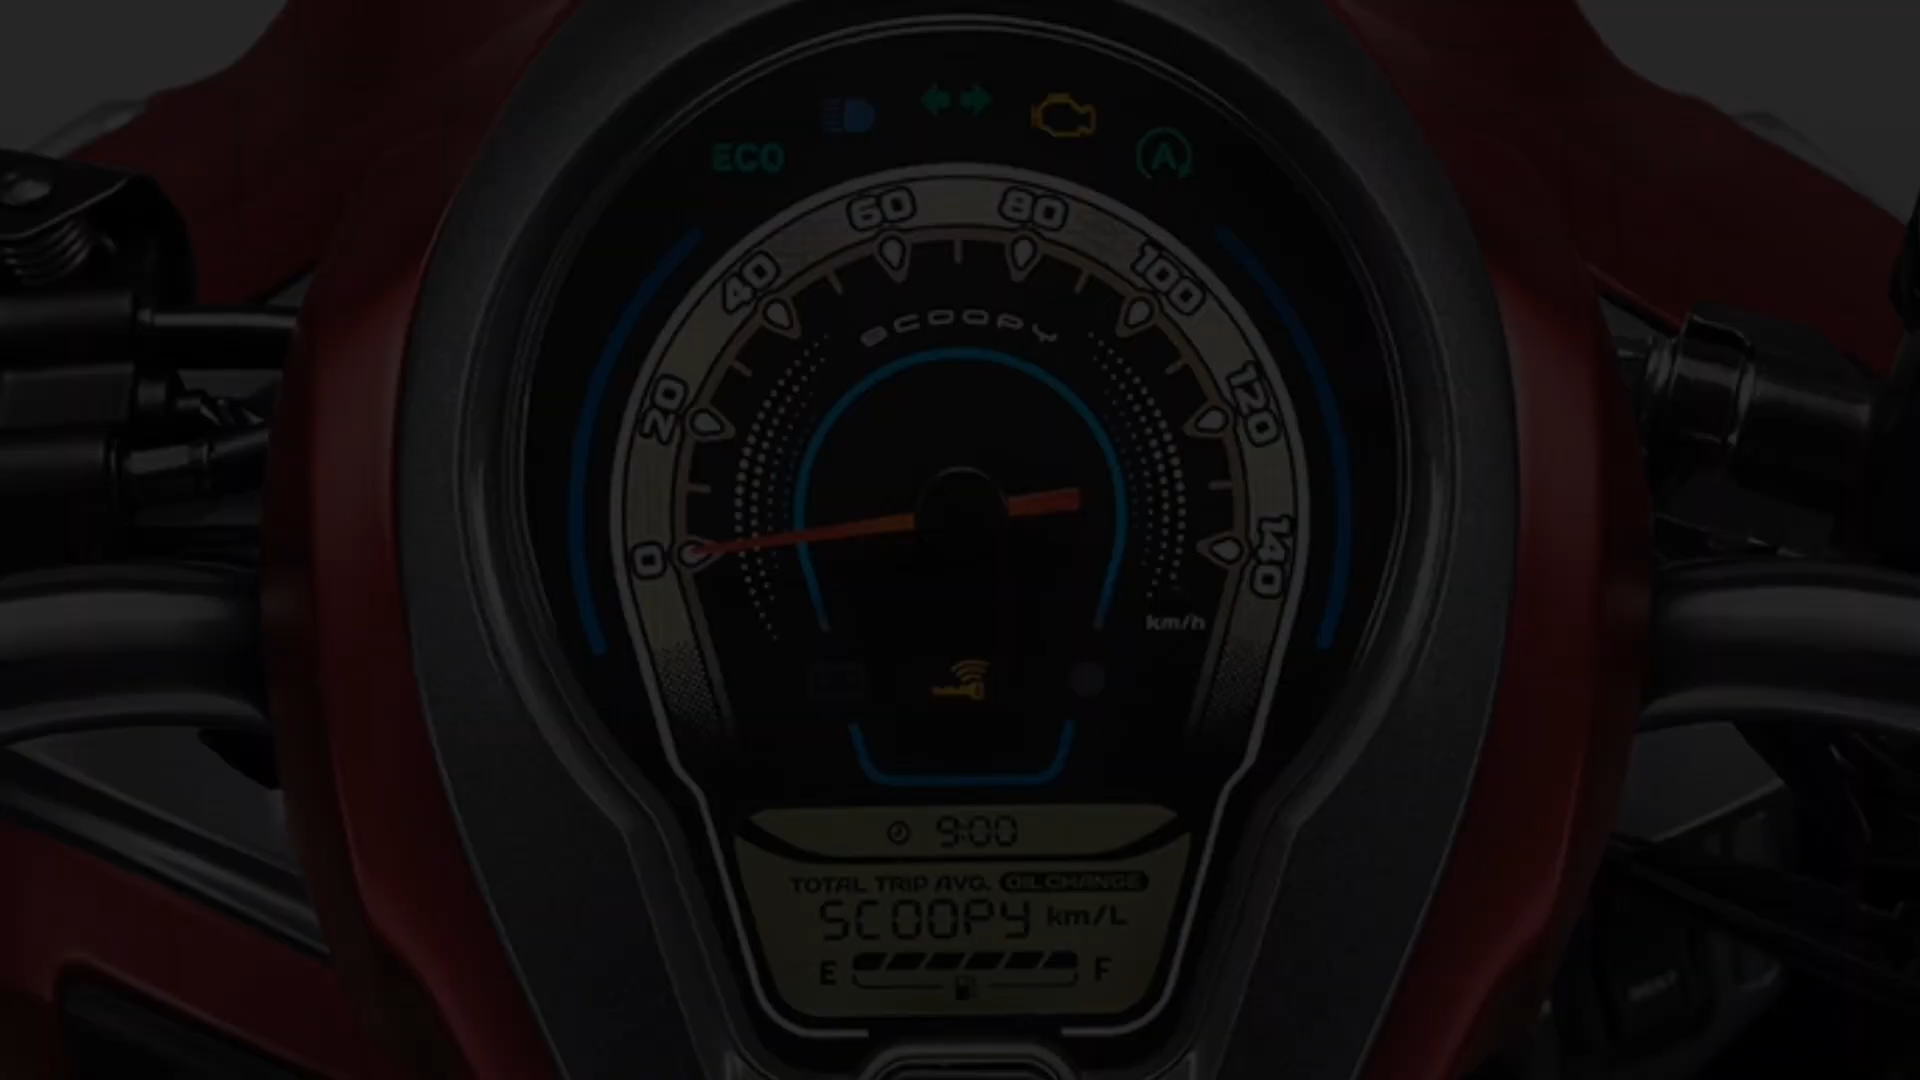 ECO
A
60 80
40 100
SCOOPY
20 120
0 140
km/h
9:00
TOTAL TRIP AVG. OIL CHANGE
SCOOPY km/L
E F